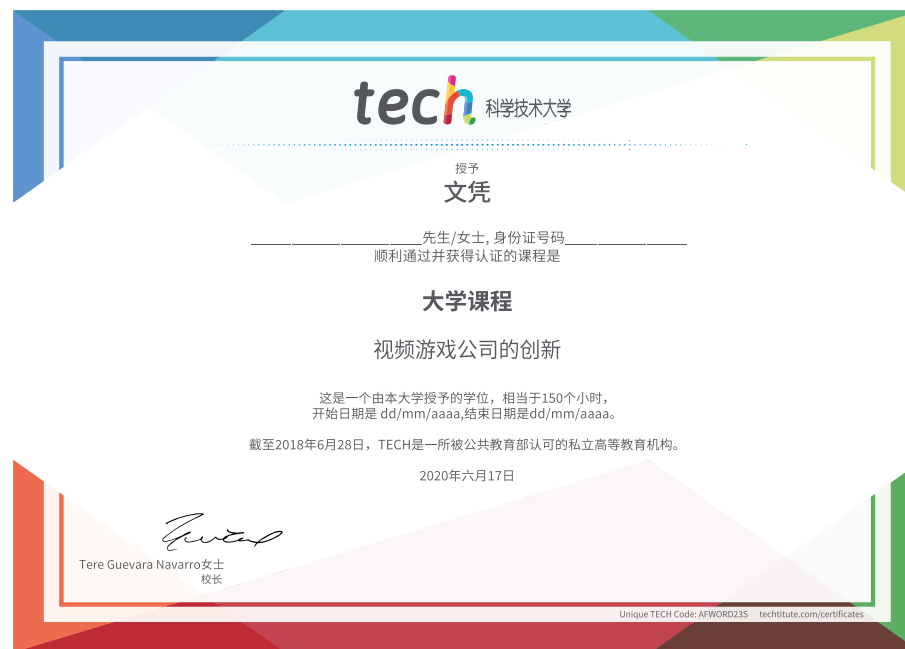 tech 科学技术大学
授予
文凭
____________________先生/女士, 身份证号码______________
顺利通过并获得认证的课程是
大学课程
视频游戏公司的创新
这是一个由本大学授予的学位，相当于150个小时，
开始日期是 dd/mm/aaaa,结束日期是dd/mm/aaaa。
截至2018年6月28日，TECH是一所被公共教育部认可的私立高等教育机构。
2020年六月17日
Tere Guevara Navarro女士
校长
Unique TECH Code: AFWORD23S techtitute.com/certificates